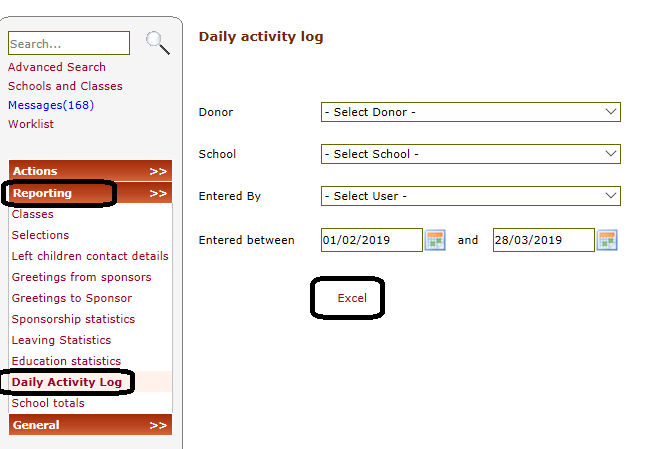 Search...
Advanced Search
Schools and Classes
Messages(168)
Worklist
Actions >>
Reporting >>
Classes
Selections
Left children contact details
Greetings from sponsors
Greetings to Sponsor
Sponsorship statistics
Leaving Statistics
Education statistics
Daily Activity Log
School totals
General >>
Daily activity log
Donor - Select Donor -
School - Select School -
Entered By - Select User -
Entered between 01/02/2019 and 28/03/2019
Excel